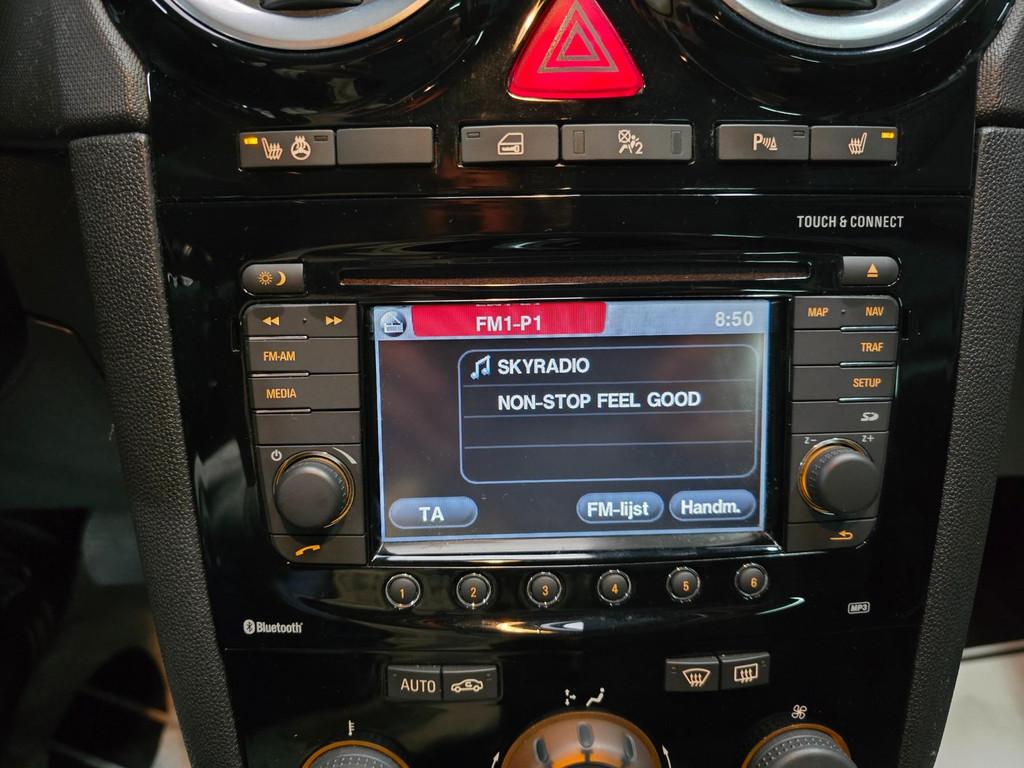 2
P
TOUCH & CONNECT
FM1-P1
8:50
MAP · NAV
FM-AM
SKYRADIO
TRAF
MEDIA
NON-STOP FEEL GOOD
SETUP
Z- Z+
TA
FM-lijst
Handm.
1 2 3 4 5 6
Bluetooth
MP3
AUTO